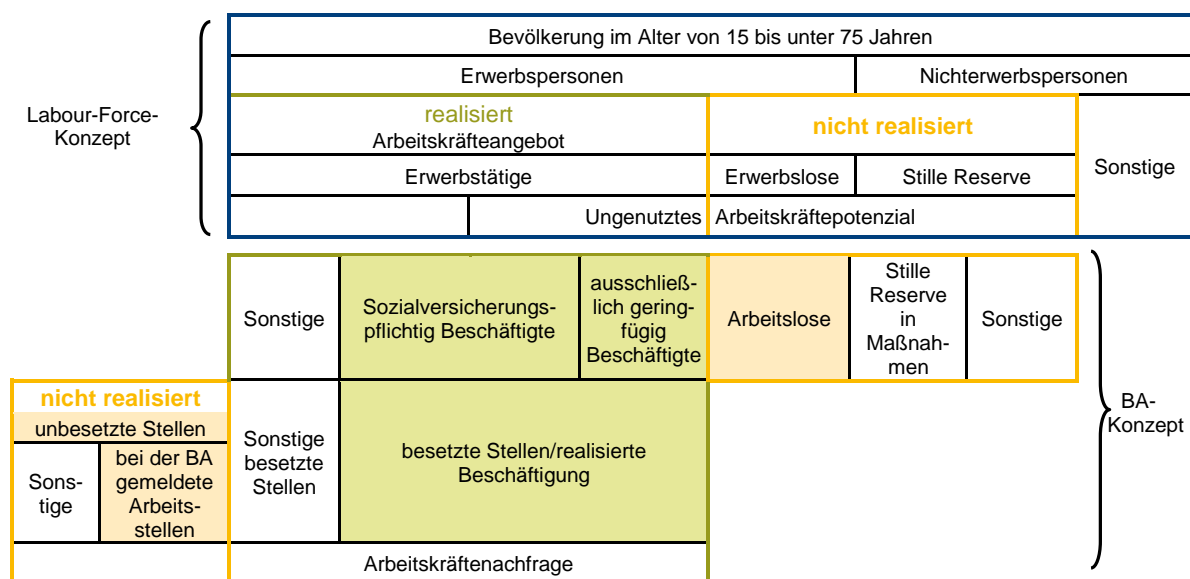 Bevölkerung im Alter von 15 bis unter 75 Jahren
Erwerbspersonen
Nichterwerbspersonen
Labour-Force-
Konzept
realisiert
Arbeitskräfteangebot
nicht realisiert
Sonstige
Erwerbstätige
Erwerbslose
Stille Reserve
Ungenutztes Arbeitskräftepotenzial
Sonstige
Sozialversicherungs-
pflichtig Beschäftigte
ausschließ-
lich gering-
fügig
Beschäftigte
Arbeitslose
Stille
Reserve
in
Maßnah-
men
Sonstige
BA-
Konzept
nicht realisiert
unbesetzte Stellen
Sons-
tige
bei der BA
gemeldete
Arbeits-
stellen
Sonstige
besetzte
Stellen
besetzte Stellen/realisierte
Beschäftigung
Arbeitskräftenachfrage